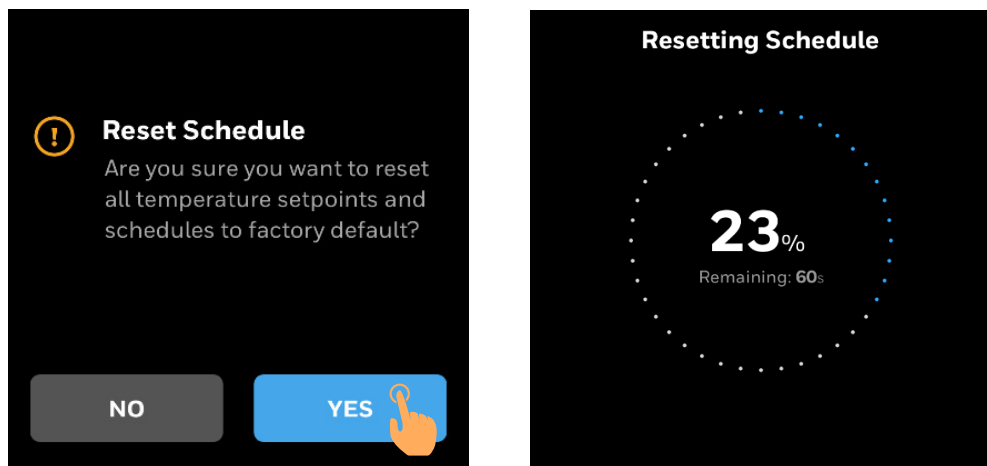 Reset Schedule
Are you sure you want to reset
all temperature setpoints and
schedules to factory default?
NO
YES
Resetting Schedule
23%
Remaining: 60s